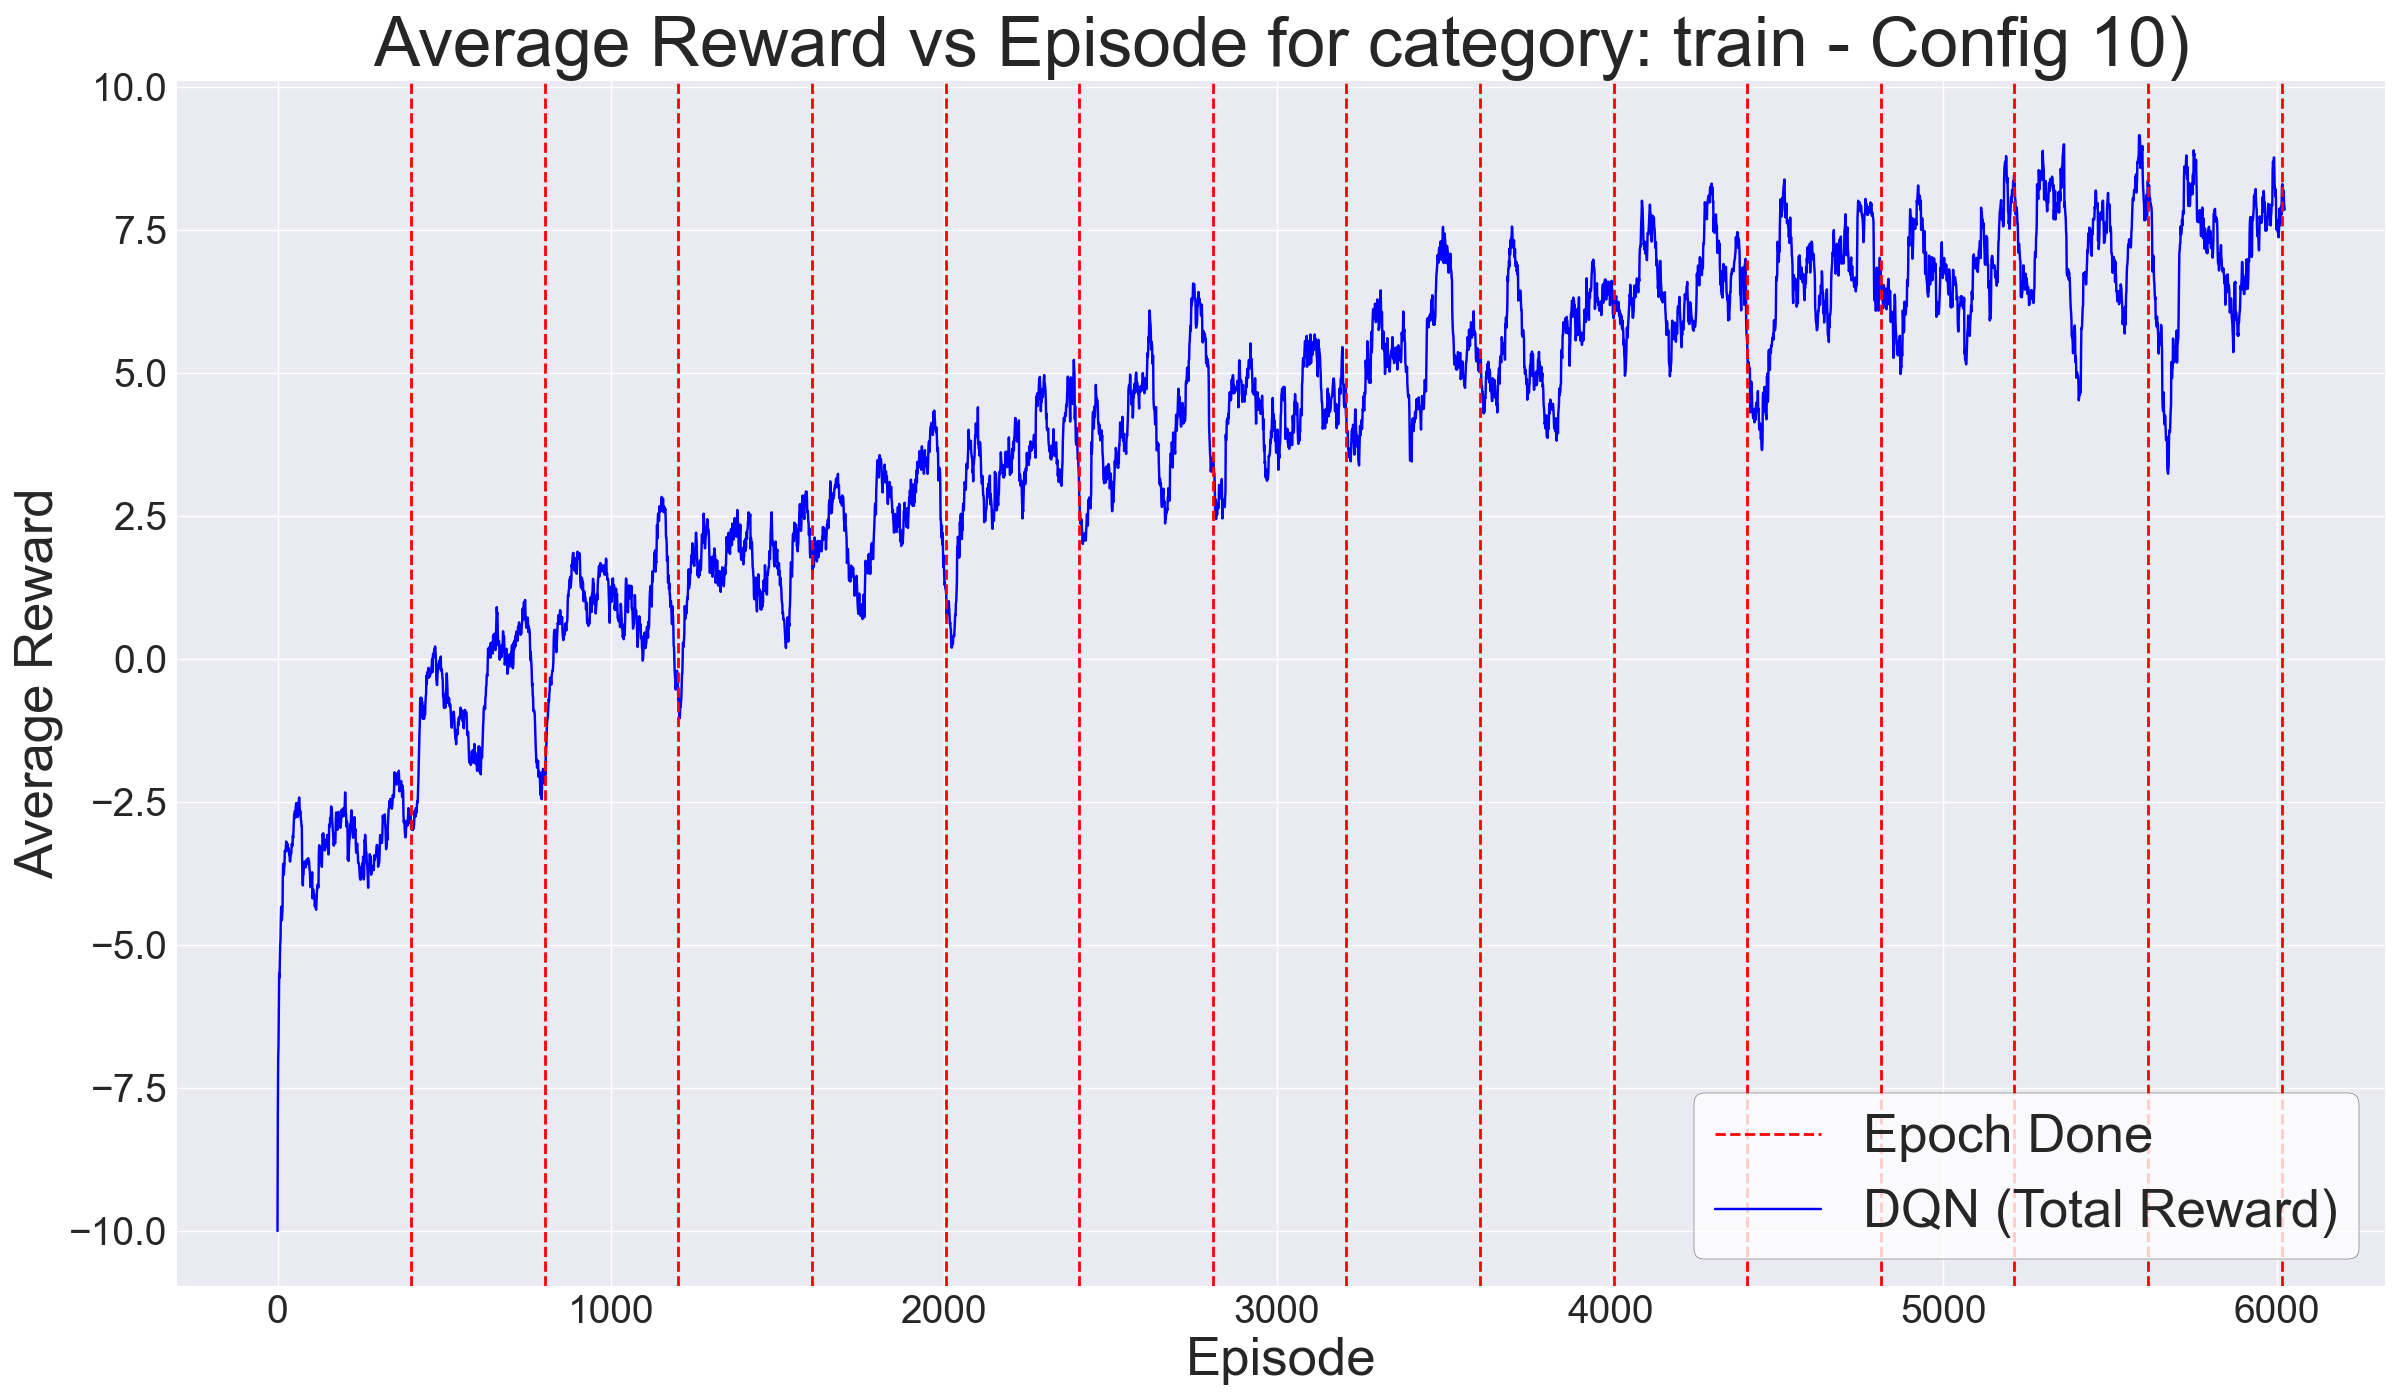 Average Reward vs Episode for category: train - Config 10)
10.0
7.5
5.0
2.5
0.0
−2.5
−5.0
−7.5
−10.0
Average Reward
Epoch Done
DQN (Total Reward)
0 1000 2000 3000 4000 5000 6000
Episode